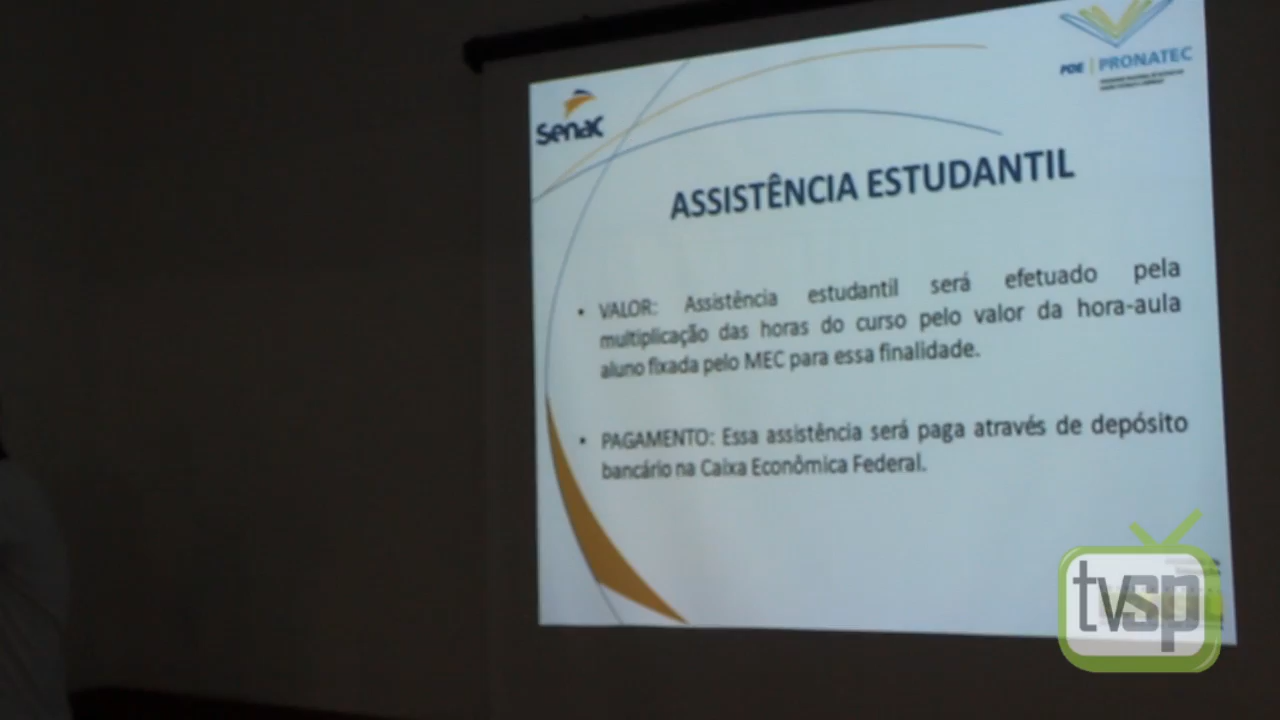 Senac
PDE | PRONATEC
ASSISTÊNCIA ESTUDANTIL
• VALOR: Assistência estudantil será efetuado pela
multiplicação das horas do curso pelo valor da hora-aula
aluno fixada pelo MEC para essa finalidade.
• PAGAMENTO: Essa assistência será paga através de depósito
bancário na Caixa Econômica Federal.
tvsp